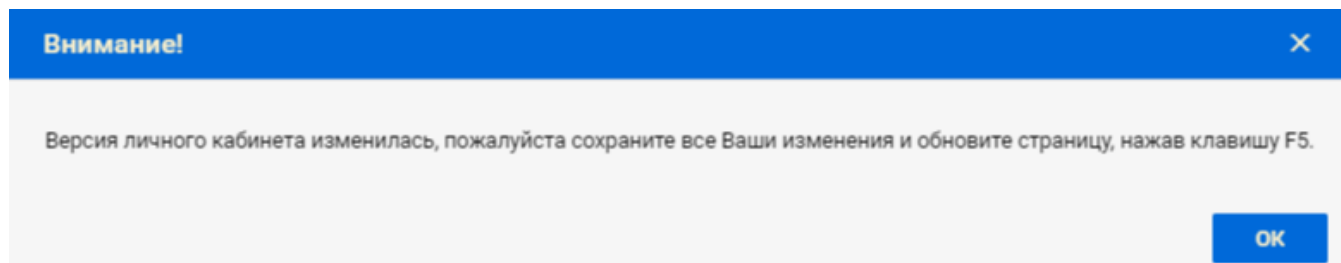 Внимание!
Версия личного кабинета изменилась, пожалуйста сохраните все Ваши изменения и обновите страницу, нажав клавишу F5.
ОК